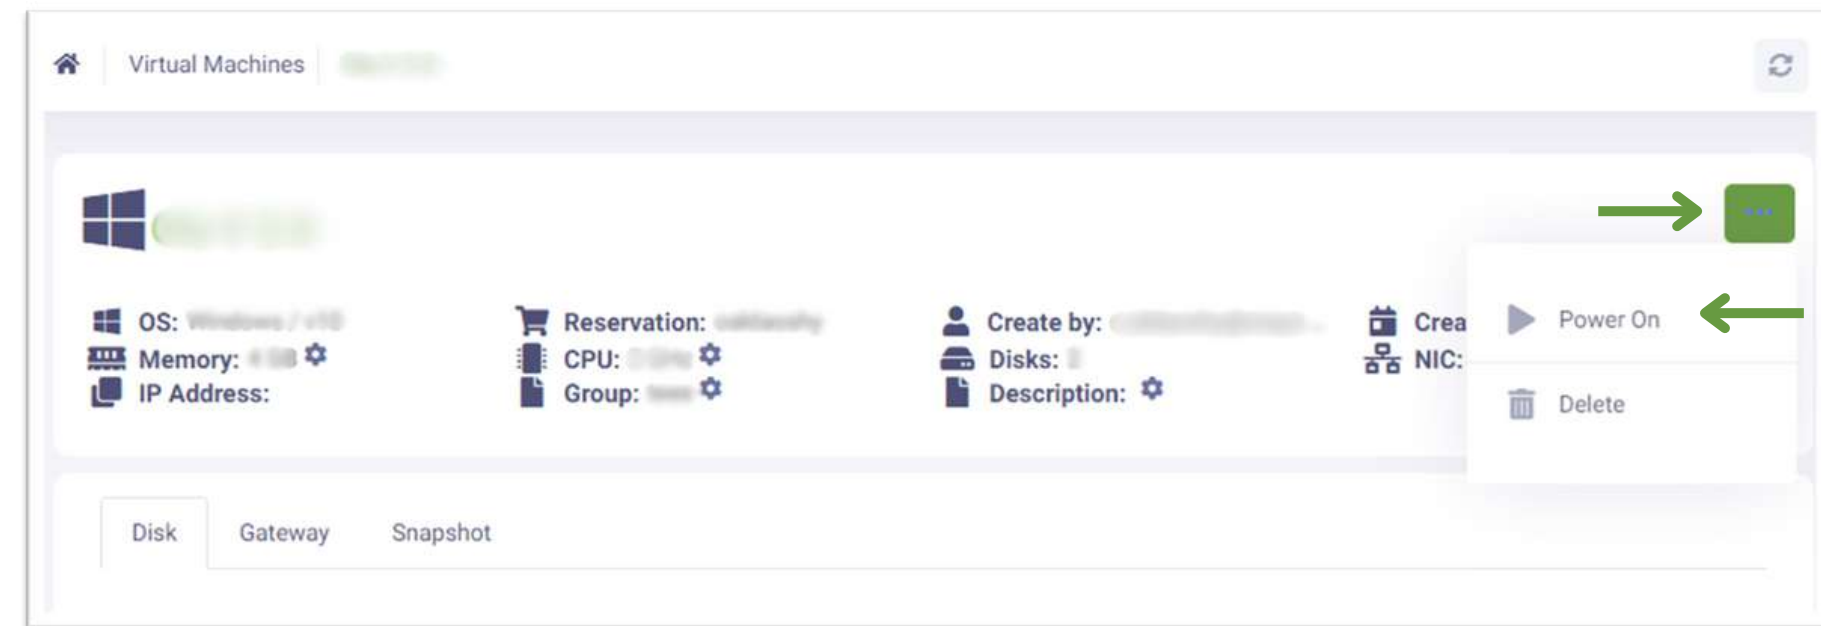 Virtual Machines
...
OS: Reservation: Create by: Crea
Memory: CPU: Disks: NIC:
IP Address: Group: Description:
Power On
Delete
Disk Gateway Snapshot